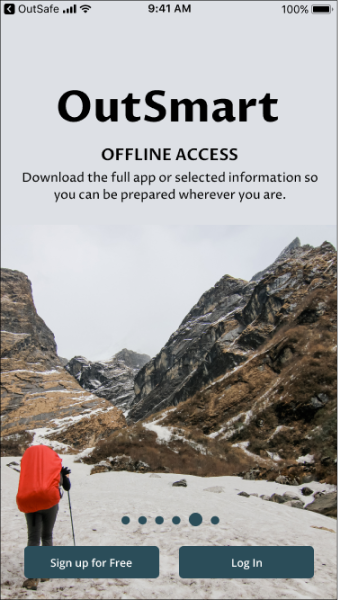 OutSafe 9:41 AM 100%
OutSmart
OFFLINE ACCESS
Download the full app or selected information so
you can be prepared wherever you are.
Sign up for Free Log In